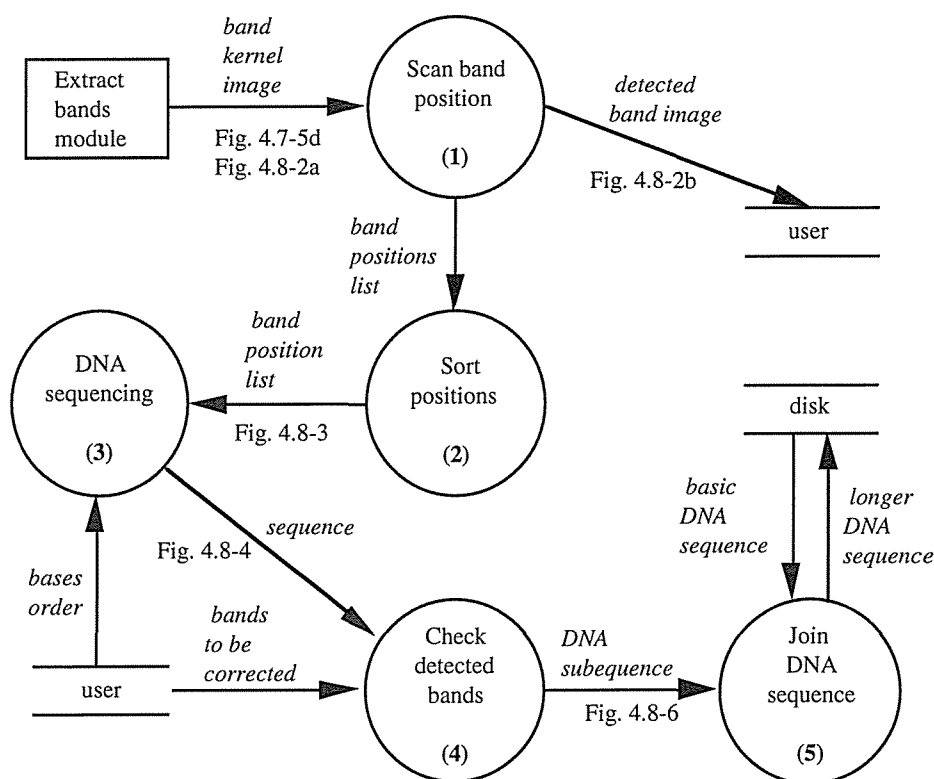 band
kernel
image
Extract
bands
module
Fig. 4.7-5d
Fig. 4.8-2a
Scan band
position
(1)
detected
band image
Fig. 4.8-2b
user
band
positions
list
DNA
sequencing
(3)
band
position
list
Fig. 4.8-3
Sort
positions
(2)
disk
basic
DNA
sequence
longer
DNA
sequence
sequence
Fig. 4.8-4
bases
order
bands
to be
corrected
user
Check
detected
bands
(4)
DNA
subequence
Fig. 4.8-6
Join
DNA
sequence
(5)